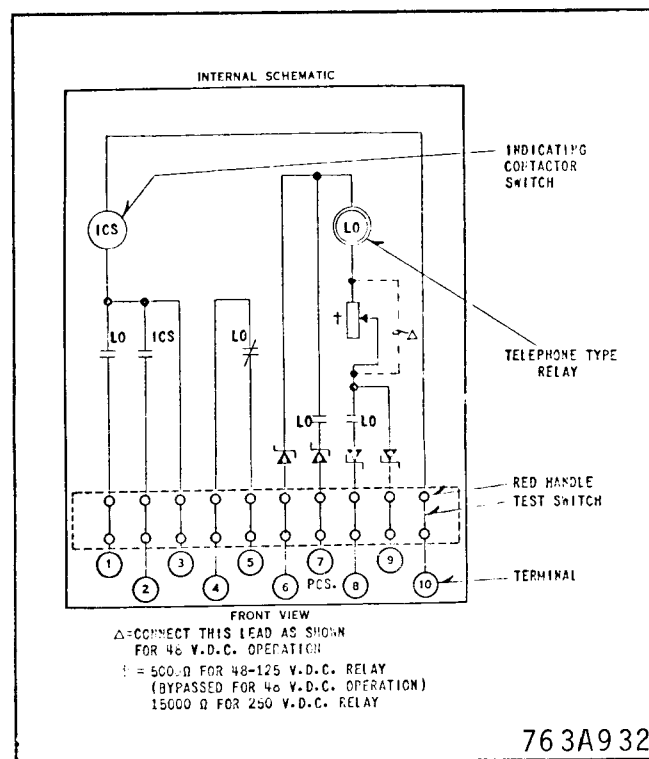 INTERNAL SCHEMATIC
INDICATING
CONTACTOR
SWITCH
ICS
LO
LO
ICS
LO
†
△
TELEPHONE TYPE
RELAY
LO
LO
RED HANDLE
TEST SWITCH
1
2
3
4
5
6
7
8
9
10
PCS.
TERMINAL
FRONT VIEW
△=CONNECT THIS LEAD AS SHOWN
FOR 48 V.D.C. OPERATION
= Ω FOR 48-125 V.D.C. RELAY
(BYPASSED FOR 48 V.D.C. OPERATION)
15000 Ω FOR 250 V.D.C. RELAY
763A932